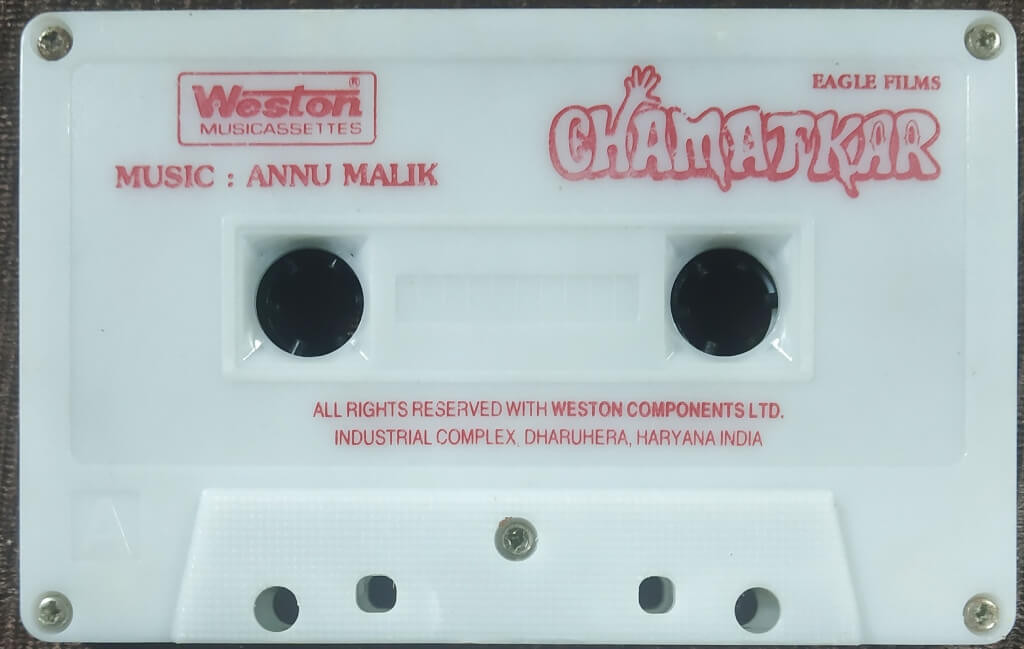 Weston®
MUSICASSETTES
MUSIC : ANNU MALIK
EAGLE FILMS
CHAMATKAR
ALL RIGHTS RESERVED WITH WESTON COMPONENTS LTD.
INDUSTRIAL COMPLEX, DHARUHERA, HARYANA INDIA
A